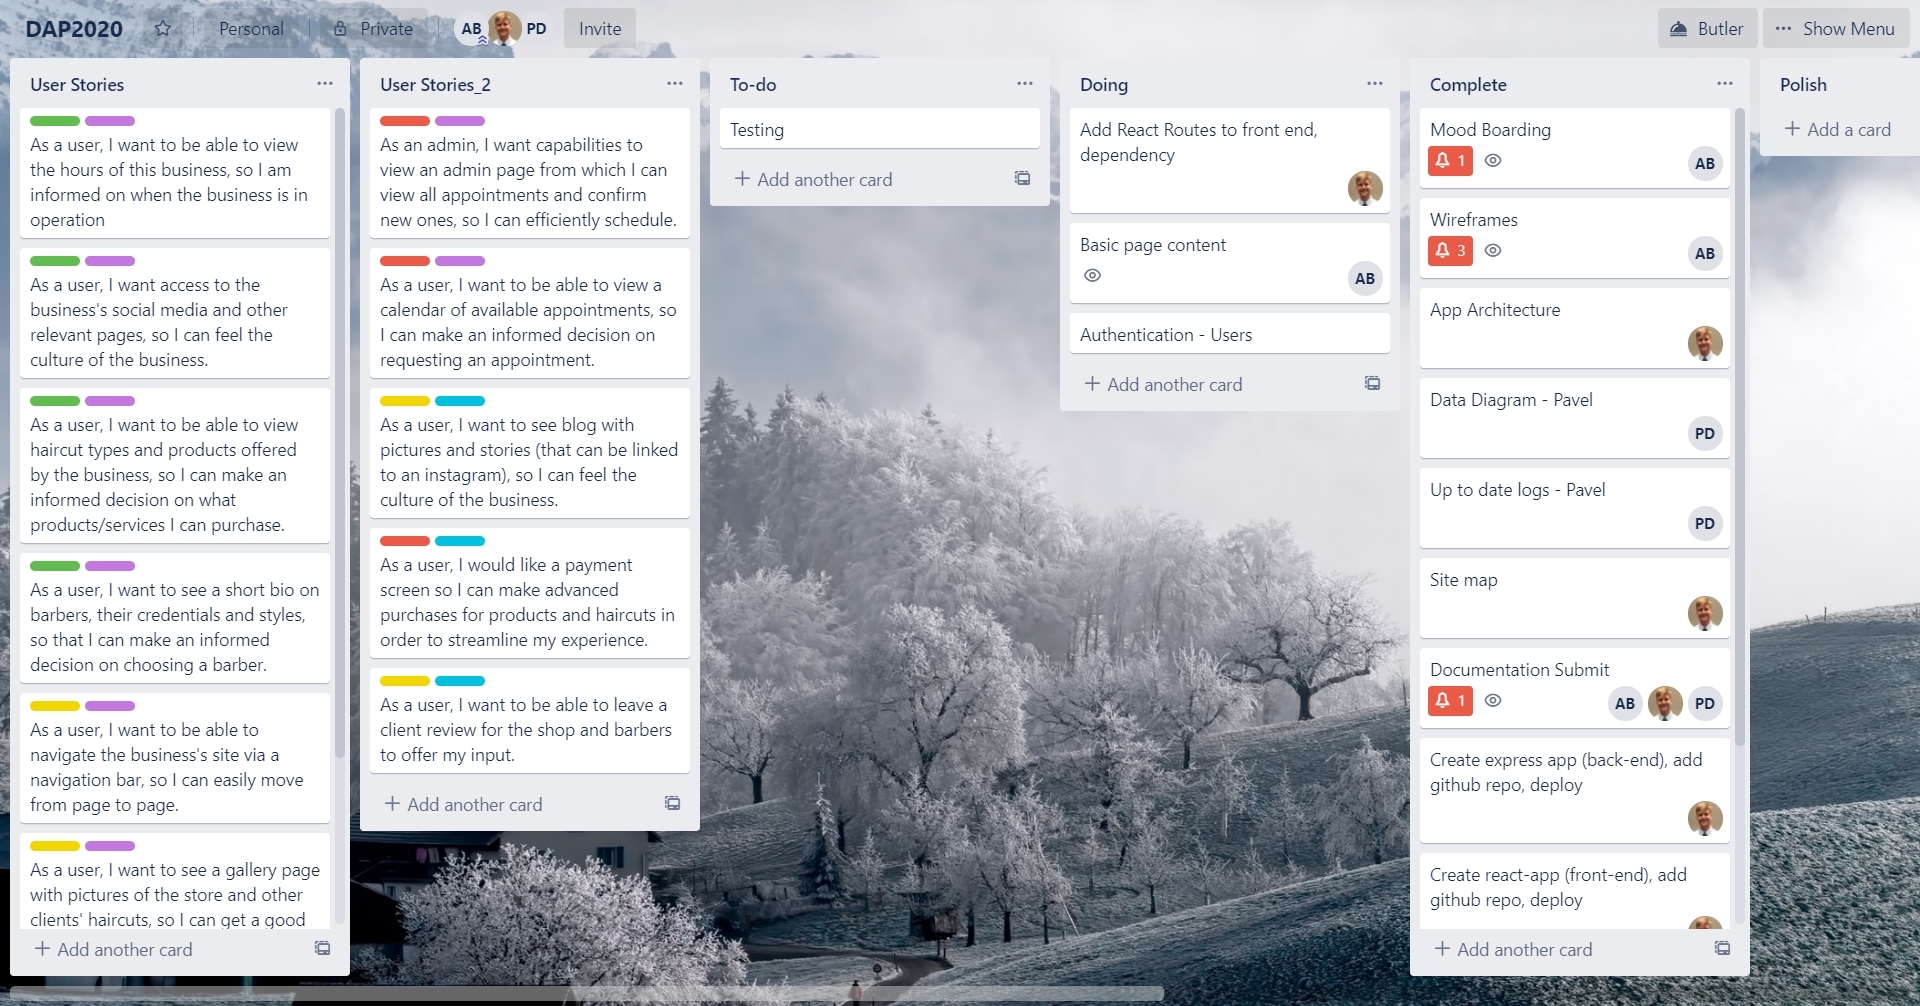 DAP2020
Personal
Private
AB
PD
Invite
Butler
Show Menu
User Stories
As a user, I want to be able to view
the hours of this business, so I am
informed on when the business is in
operation
As a user, I want access to the
business's social media and other
relevant pages, so I can feel the
culture of the business.
As a user, I want to be able to view
haircut types and products offered
by the business, so I can make an
informed decision on what
products/services I can purchase.
As a user, I want to see a short bio on
barbers, their credentials and styles,
so that I can make an informed
decision on choosing a barber.
As a user, I want to be able to
navigate the business's site via a
navigation bar, so I can easily move
from page to page.
As a user, I want to see a gallery page
with pictures of the store and other
clients' haircuts, so I can get a good
Add another card
User Stories_2
As an admin, I want capabilities to
view an admin page from which I can
view all appointments and confirm
new ones, so I can efficiently schedule.
As a user, I want to be able to view a
calendar of available appointments, so
I can make an informed decision on
requesting an appointment.
As a user, I want to see blog with
pictures and stories (that can be linked
to an instagram), so I can feel the
culture of the business.
As a user, I would like a payment
screen so I can make advanced
purchases for products and haircuts in
order to streamline my experience.
As a user, I want to be able to leave a
client review for the shop and barbers
to offer my input.
Add another card
To-do
Testing
Add another card
Doing
Add React Routes to front end,
dependency
Basic page content
AB
Authentication - Users
Add another card
Complete
Mood Boarding
1
AB
Wireframes
3
AB
App Architecture
Data Diagram - Pavel
PD
Up to date logs - Pavel
PD
Site map
Documentation Submit
1
AB
PD
Create express app (back-end), add
github repo, deploy
Create react-app (front-end), add
github repo, deploy
Add another card
Polish
Add a card